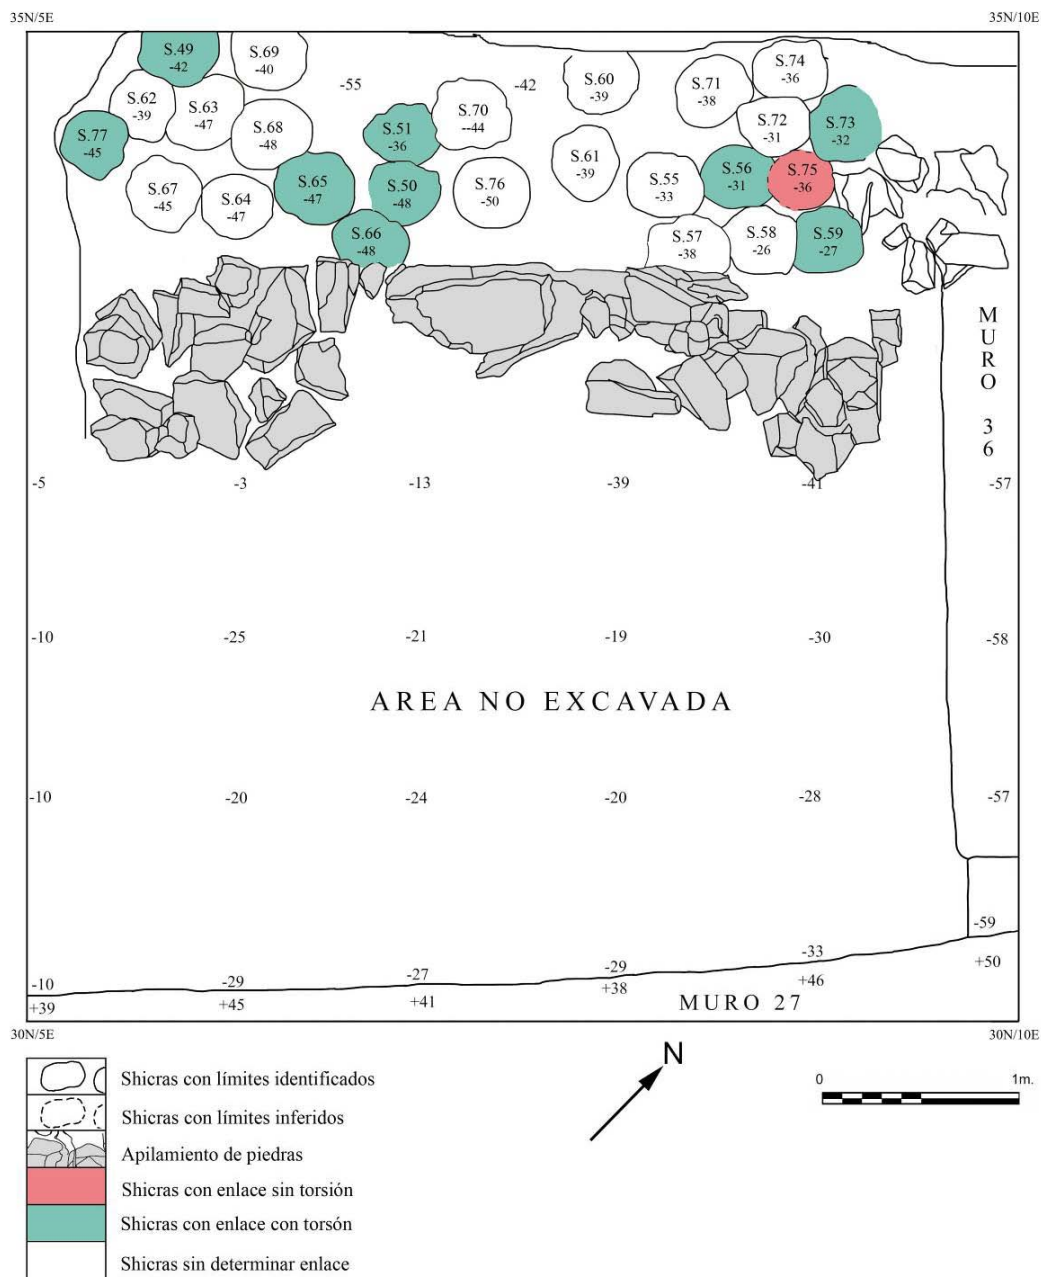 35N/5E 35N/10E
S.49
-42
S.69
-40
S.74
-36
S.60
-39
S.71
-38
-55
-42
S.62
-39
S.63
-47
S.70
--44
S.72
-31
S.73
-32
S.77
-45
S.68
-48
S.51
-36
S.61
-39
S.56
-31
S.75
-36
S.67
-45
S.64
-47
S.65
-47
S.50
-48
S.76
-50
S.55
-33
S.66
-48
S.57
-38
S.58
-26
S.59
-27
MURO 36
-5 -3 -13 -39 -41 -57
-10 -25 -21 -19 -30 -58
AREA NO EXCAVADA
-10 -20 -24 -20 -28 -57
-59
-10 -29 -27 -29 -33
+39 +45 +41 +38 +46 +50
MURO 27
30N/5E 30N/10E
N
0 1m.
Shicras con límites identificados
Shicras con límites inferidos
Apilamiento de piedras
Shicras con enlace sin torsión
Shicras con enlace con torsón
Shicras sin determinar enlace